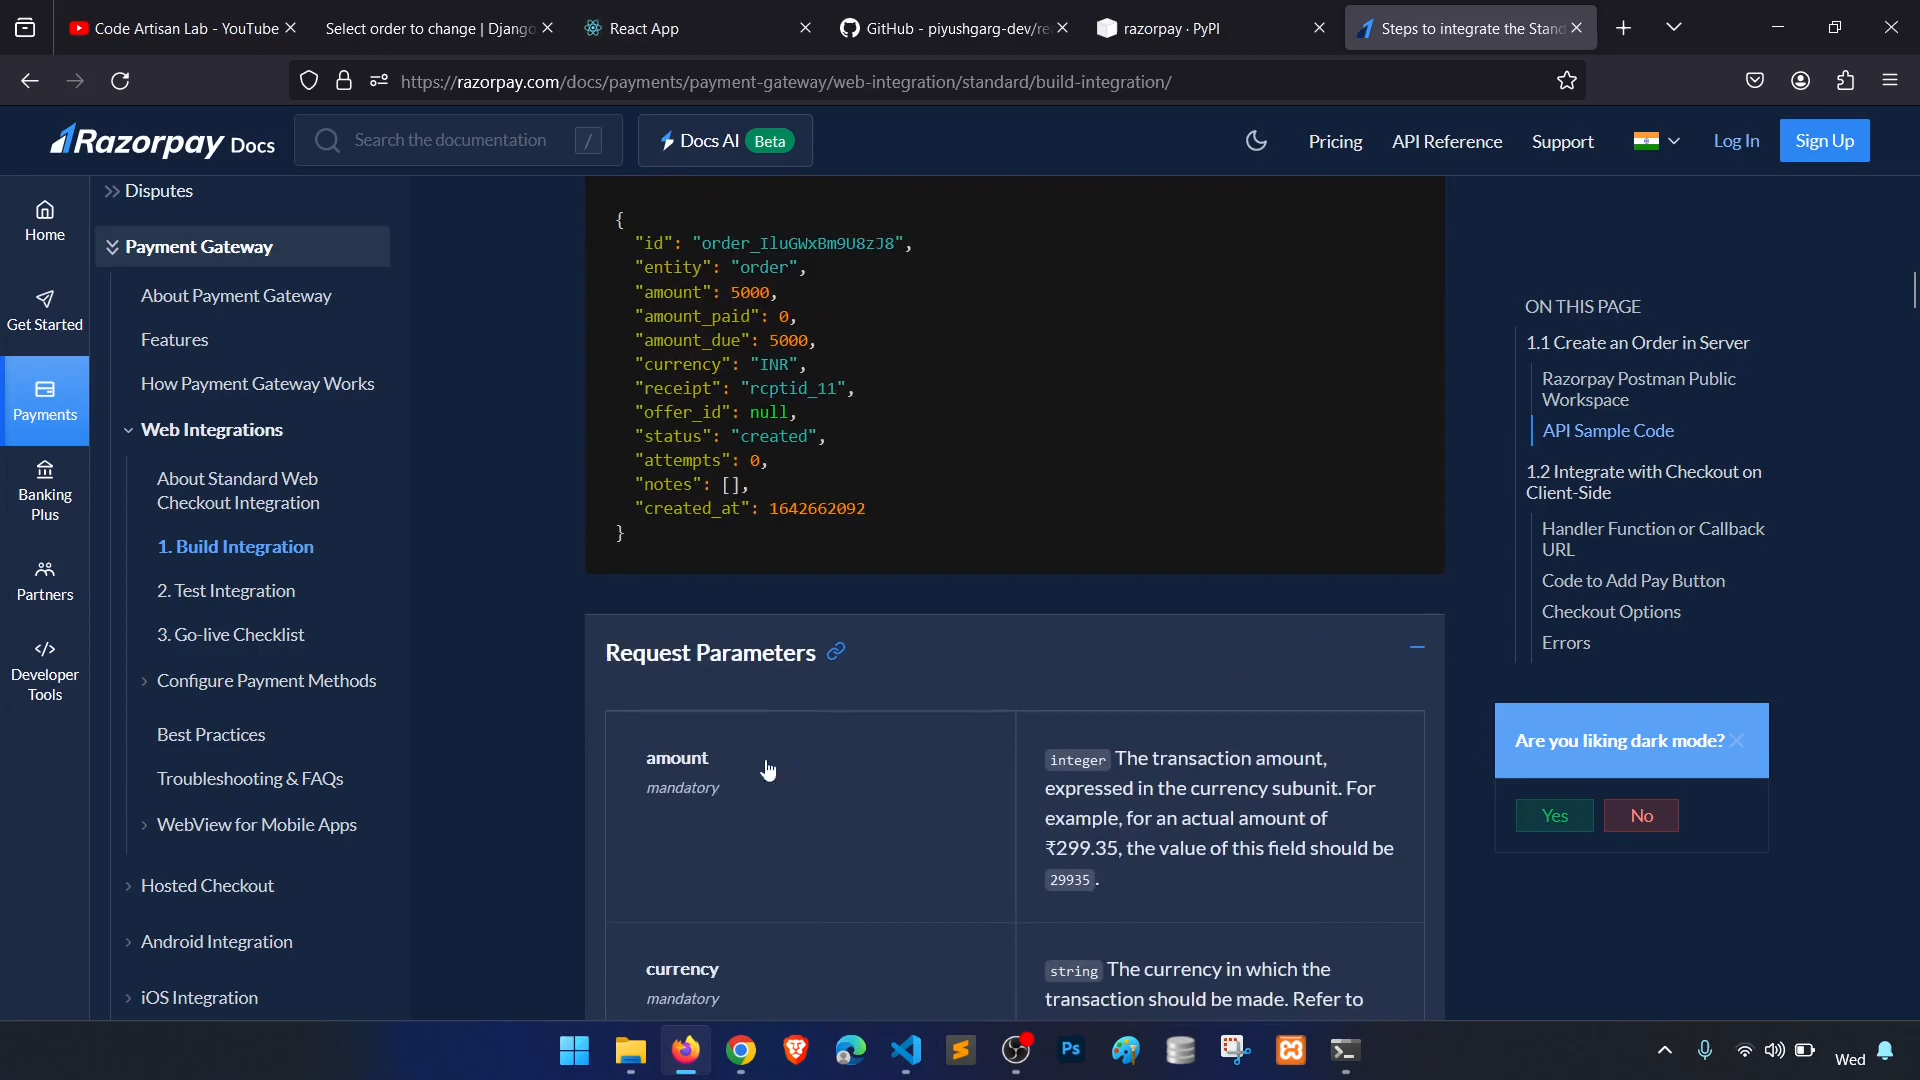 Code Artisan Lab - YouTube
Select order to change | Django
React App
GitHub - piyushgarg-dev/re
razorpay · PyPI
Steps to integrate the Stand
https://razorpay.com/docs/payments/payment-gateway/web-integration/standard/build-integration/
Razorpay Docs
Search the documentation /
Docs AI Beta
Pricing
API Reference
Support
Log In
Sign Up
Home
Get Started
Payments
Banking
Plus
Partners
Developer
Tools
Disputes
Payment Gateway
About Payment Gateway
Features
How Payment Gateway Works
Web Integrations
About Standard Web
Checkout Integration
1. Build Integration
2. Test Integration
3. Go-live Checklist
Configure Payment Methods
Best Practices
Troubleshooting & FAQs
WebView for Mobile Apps
Hosted Checkout
Android Integration
iOS Integration
{
"id": "order_IluGWxBm9U8zJ8",
"entity": "order",
"amount": 5000,
"amount_paid": 0,
"amount_due": 5000,
"currency": "INR",
"receipt": "rcptid_11",
"offer_id": null,
"status": "created",
"attempts": 0,
"notes": [],
"created_at": 1642662092
}
Request Parameters
amount
mandatory
integer The transaction amount,
expressed in the currency subunit. For
example, for an actual amount of
₹299.35, the value of this field should be
29935.
currency
mandatory
string The currency in which the
transaction should be made. Refer to
ON THIS PAGE
1.1 Create an Order in Server
Razorpay Postman Public
Workspace
API Sample Code
1.2 Integrate with Checkout on
Client-Side
Handler Function or Callback
URL
Code to Add Pay Button
Checkout Options
Errors
Are you liking dark mode?
Yes
No
Ps
Wed